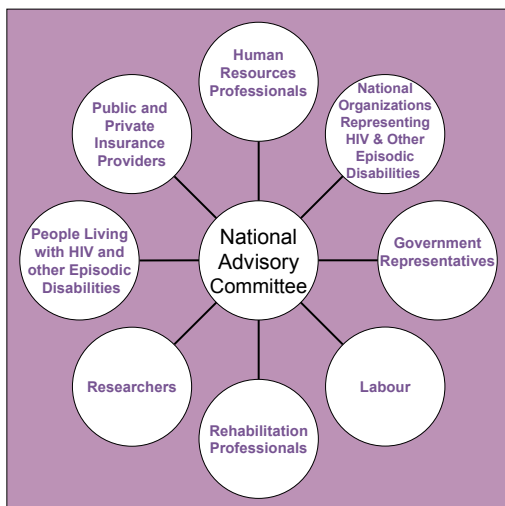 Human
Resources
Professionals
National
Organizations
Representing
HIV & Other
Episodic
Disabilities
Public and
Private
Insurance
Providers
People Living
with HIV and
other Episodic
Disabilities
National
Advisory
Committee
Government
Representatives
Researchers
Labour
Rehabilitation
Professionals